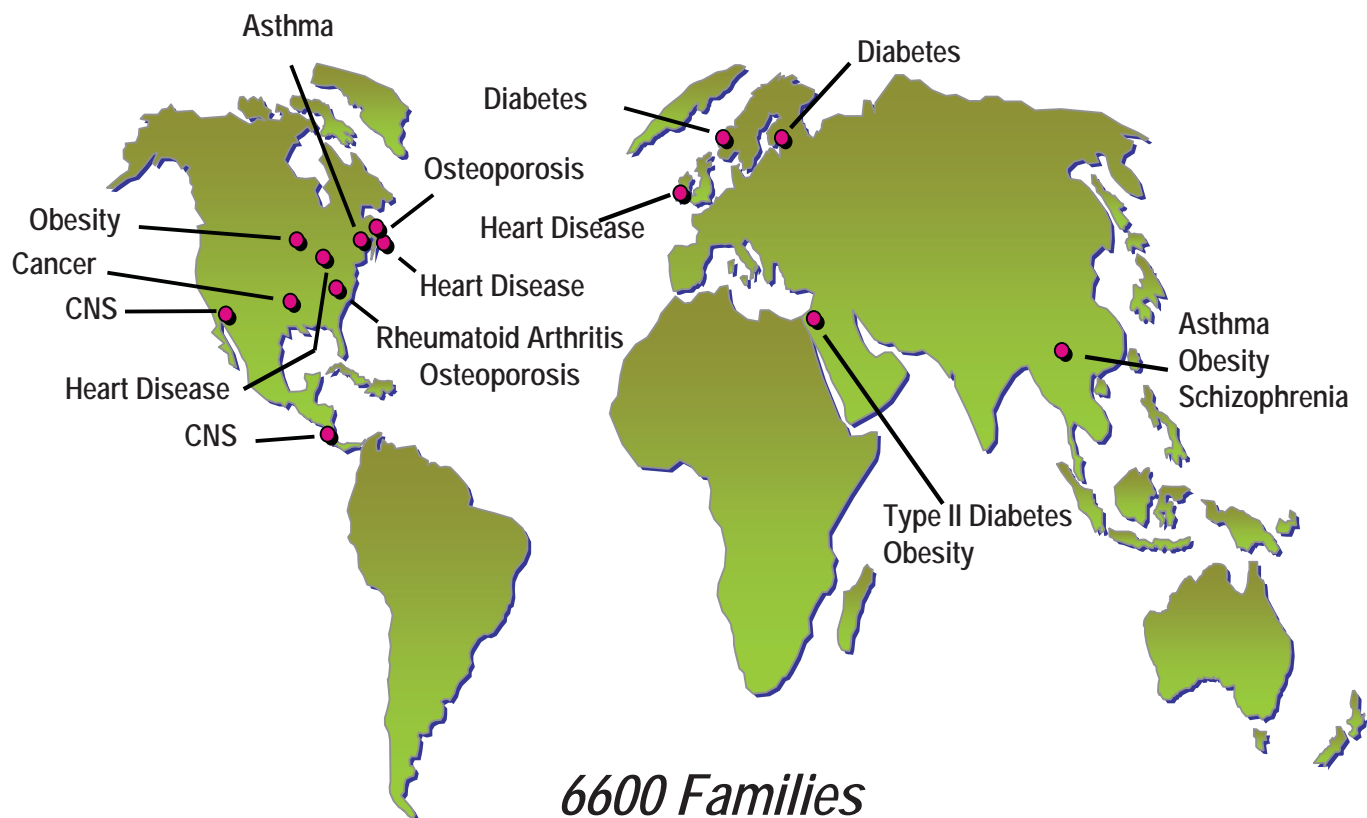 Asthma
Diabetes
Diabetes
Osteoporosis
Obesity
Heart Disease
Cancer
Heart Disease
CNS
Rheumatoid Arthritis
Osteoporosis
Heart Disease
CNS
Asthma
Obesity
Schizophrenia
Type II Diabetes
Obesity
6600 Families